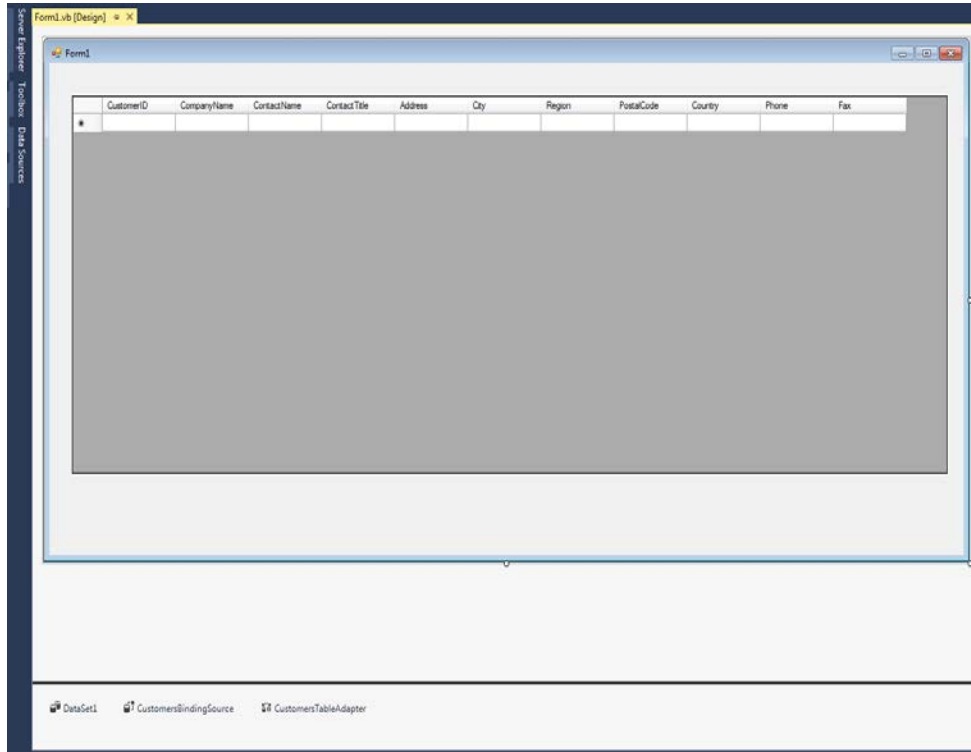 Form1.vb [Design]
Server Explorer
Toolbox
Data Sources
Form1
CustomerID CompanyName ContactName ContactTitle Address City Region PostalCode Country Phone Fax
DataSet1 CustomersBindingSource CustomersTableAdapter